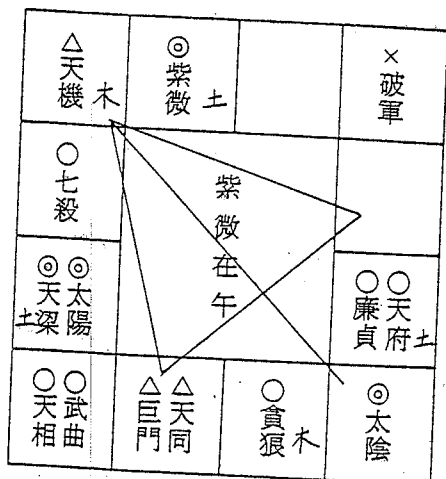 △天機 木
◎紫微 土
×破軍
○七殺
紫微在午
◎太陽
◎天梁 土
○天府 土
○廉貞
○武曲
○天相
△天同
△巨門
○貪狼 木
◎太陰